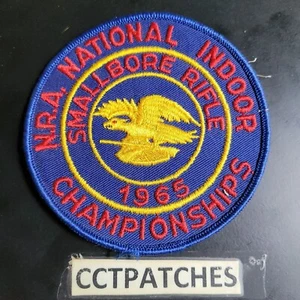 N.R.A. NATIONAL INDOOR
SMALLBORE RIFLE
1965
CHAMPIONSHIPS
CCTPATCHES